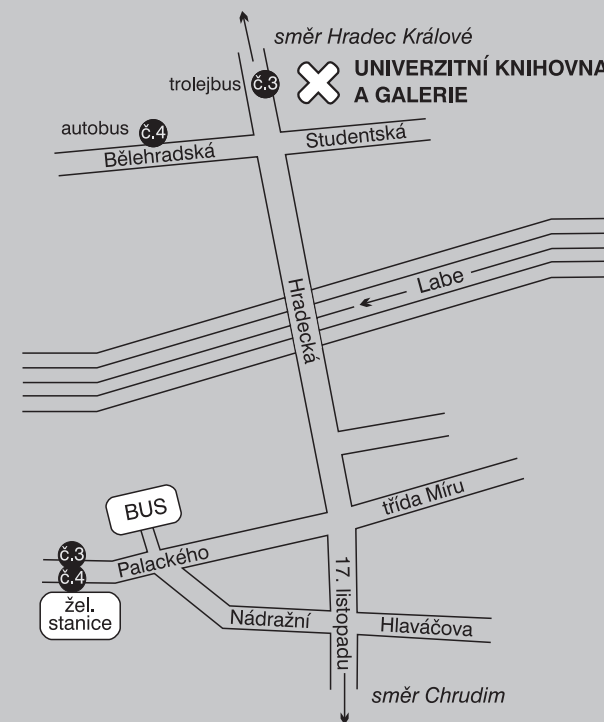 směr Hradec Králové
UNIVERZITNÍ KNIHOVNA
A GALERIE
trolejbus č.3
autobus č.4
Bělehradská
Studentská
Labe
Hradecká
třída Míru
BUS
č.3
č.4
Palackého
žel.
stanice
17. listopadu
Nádražní
Hlaváčova
směr Chrudim